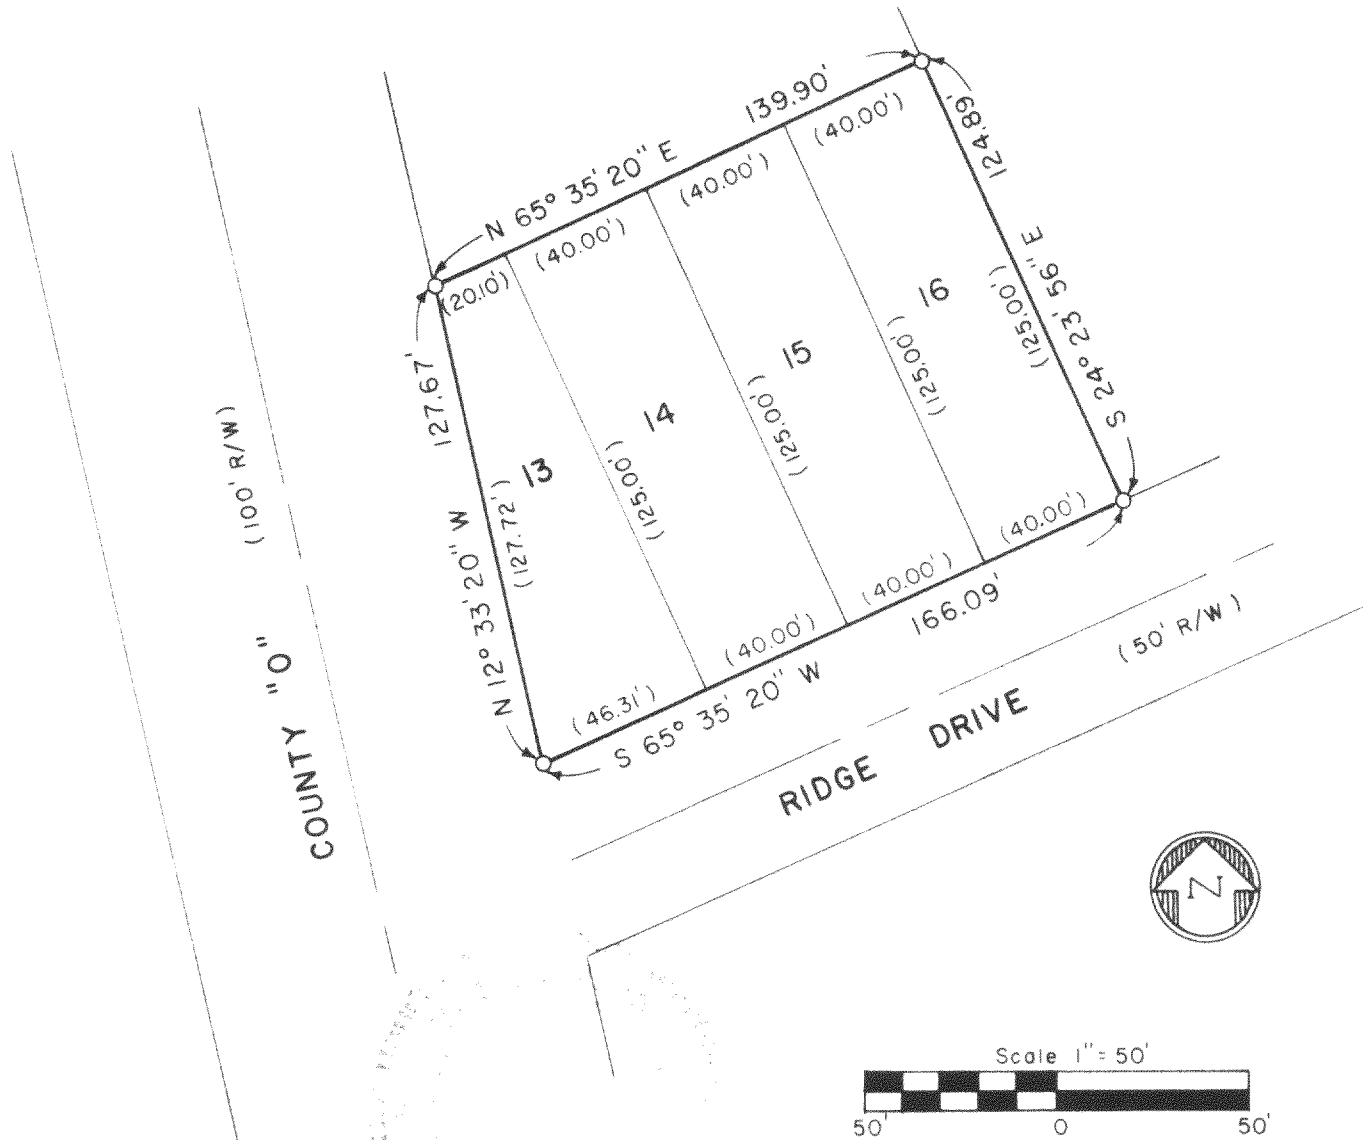 139.90'
N 65° 35' 20" E
(40.00')
(40.00')
(40.00')
(20.10')
124.89'
S 24° 23' 56" E
(125.00')
16
(125.00')
15
(125.00')
14
(125.00')
13
127.67'
N 12° 33' 20" W
(127.72')
(100' R/W)
COUNTY "O"
(40.00')
(40.00')
(40.00')
(46.31')
166.09'
S 65° 35' 20" W
(50' R/W)
RIDGE DRIVE
N
Scale 1" = 50'
50' 0 50'